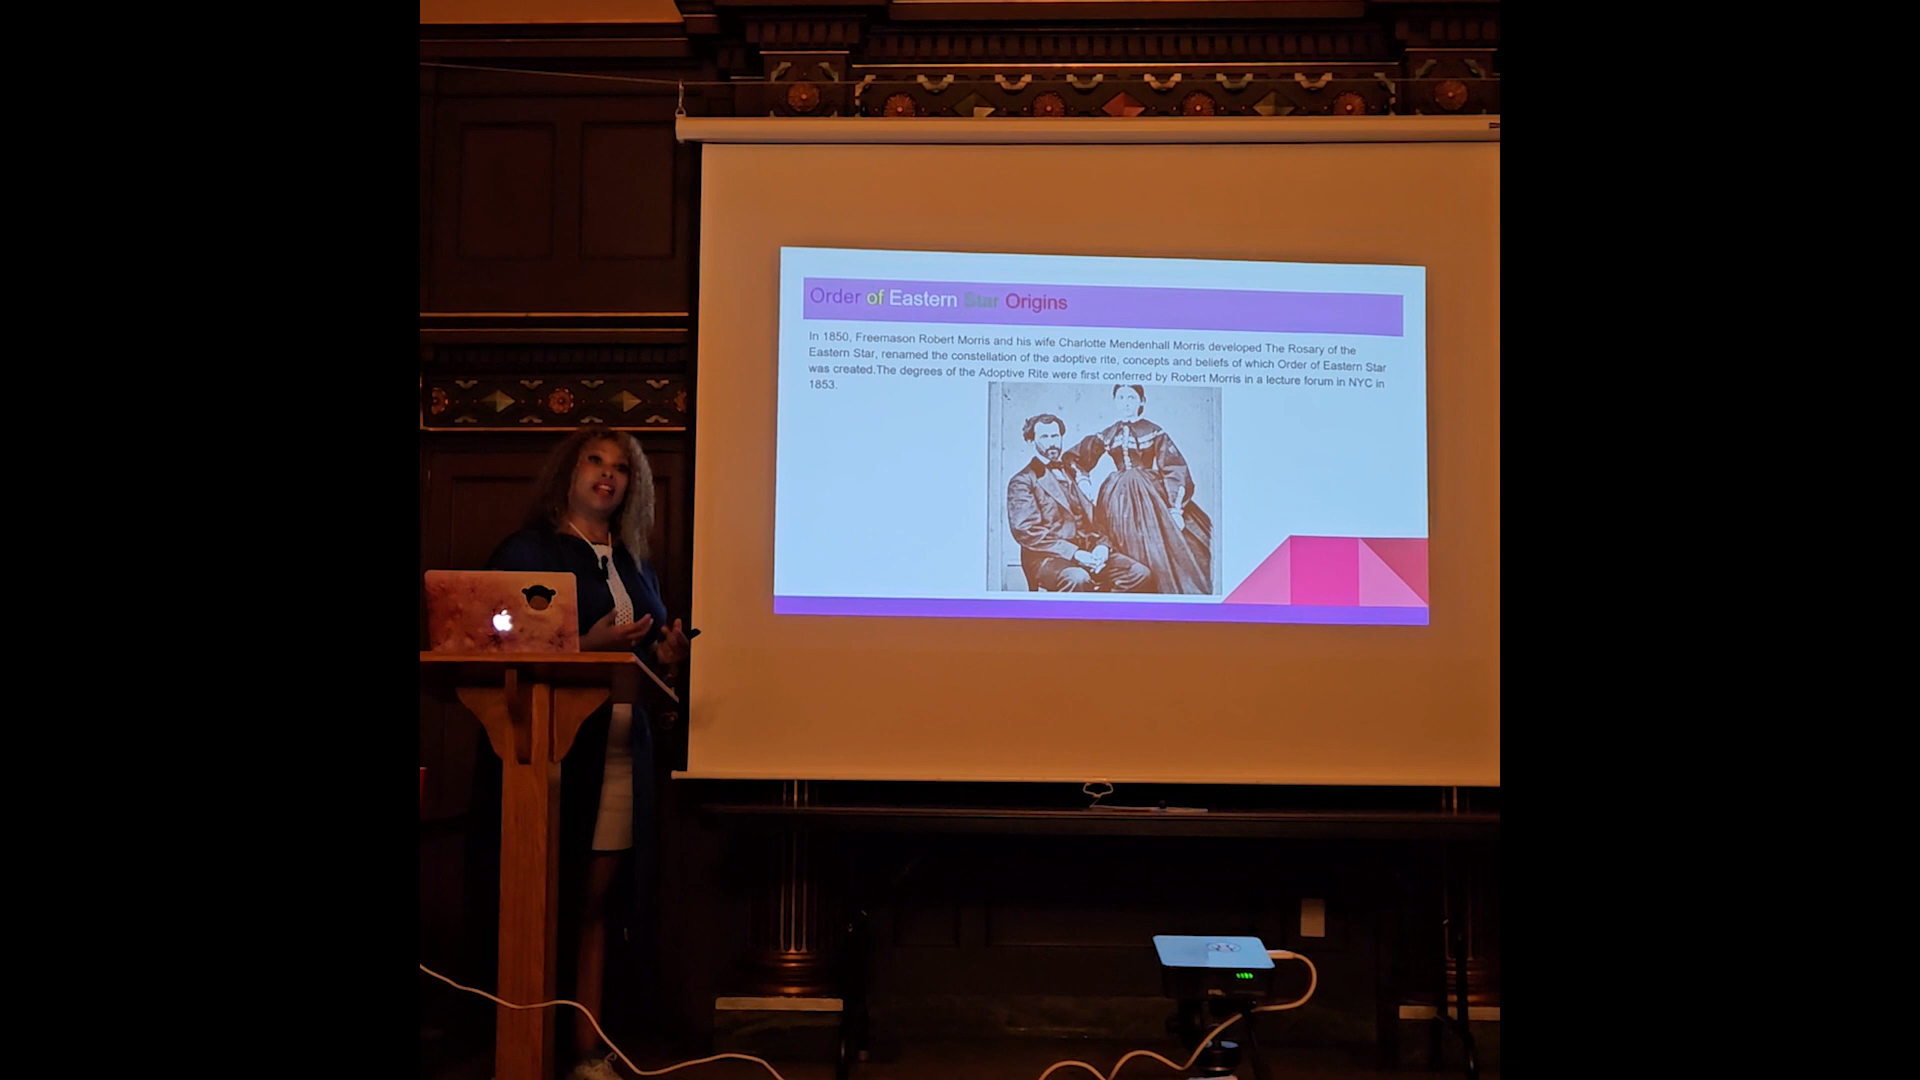 Order of Eastern Star Origins
In 1850, Freemason Robert Morris and his wife Charlotte Mendenhall Morris developed The Rosary of the
Eastern Star, renamed the constellation of the adoptive rite, concepts and beliefs of which Order of Eastern Star
was created.The degrees of the Adoptive Rite were first conferred by Robert Morris in a lecture forum in NYC in
1853.